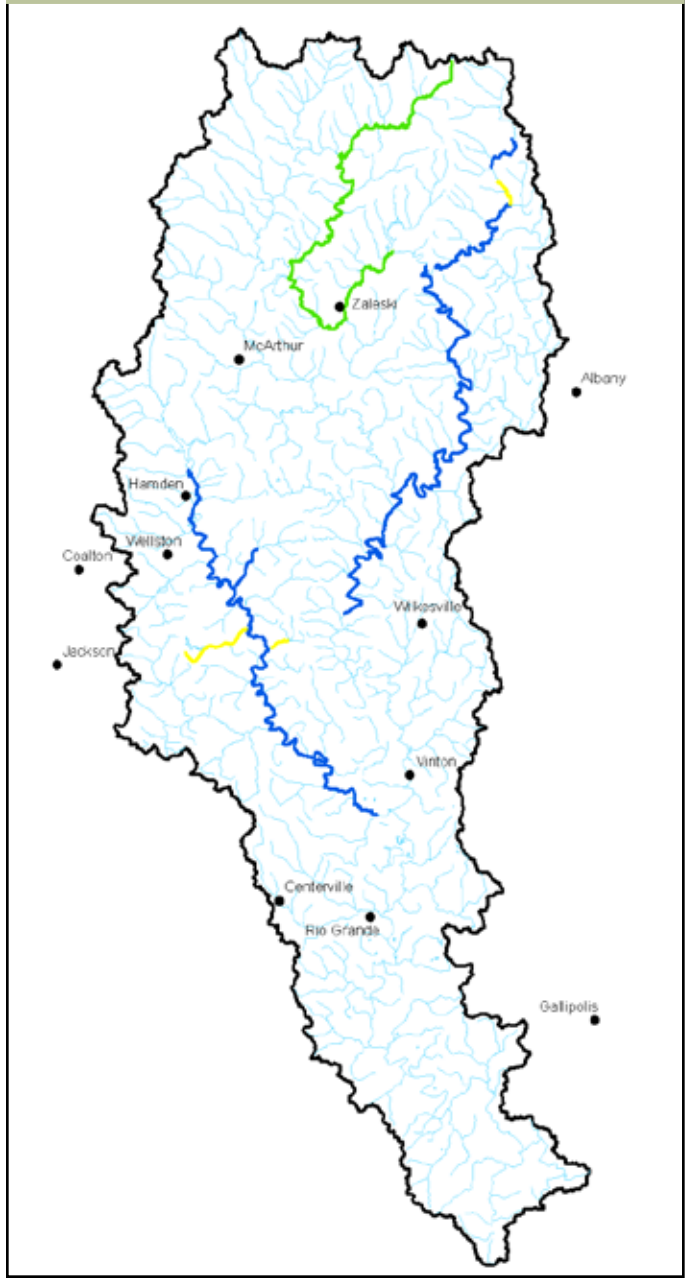 Zaleski
McArthur
Albany
Hamden
Wellston
Coalton
Wilkesville
Jackson
Vinton
Centerville
Rio Grande
Gallipolis